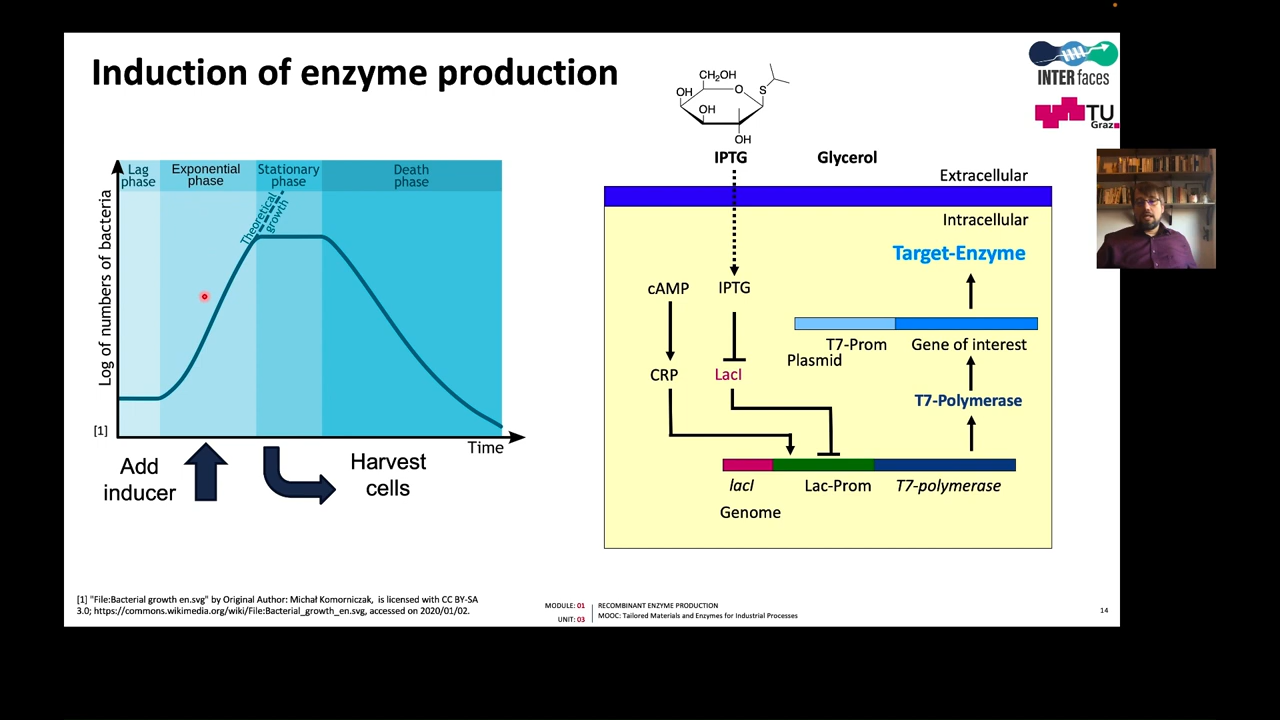 Induction of enzyme production
INTERfaces
TU
Graz
CH₂OH
OH
O
S
OH
OH
IPTG
Glycerol
Extracellular
Intracellular
Target-Enzyme
cAMP
IPTG
T7-Prom
Gene of interest
Plasmid
CRP
LacI
T7-Polymerase
lacI
Lac-Prom
T7-polymerase
Genome
Lag
phase
Exponential
phase
Stationary
phase
Death
phase
Theoretical
growth
Log of numbers of bacteria
[1]
Time
Add
inducer
Harvest
cells
[1] "File:Bacterial growth en.svg" by Original Author: Michał Komorniczak, is licensed with CC BY-SA
3.0; https://commons.wikimedia.org/wiki/File:Bacterial_growth_en.svg, accessed on 2020/01/02.
MODULE: 01
UNIT: 03
RECOMBINANT ENZYME PRODUCTION
MOOC: Tailored Materials and Enzymes for Industrial Processes
14